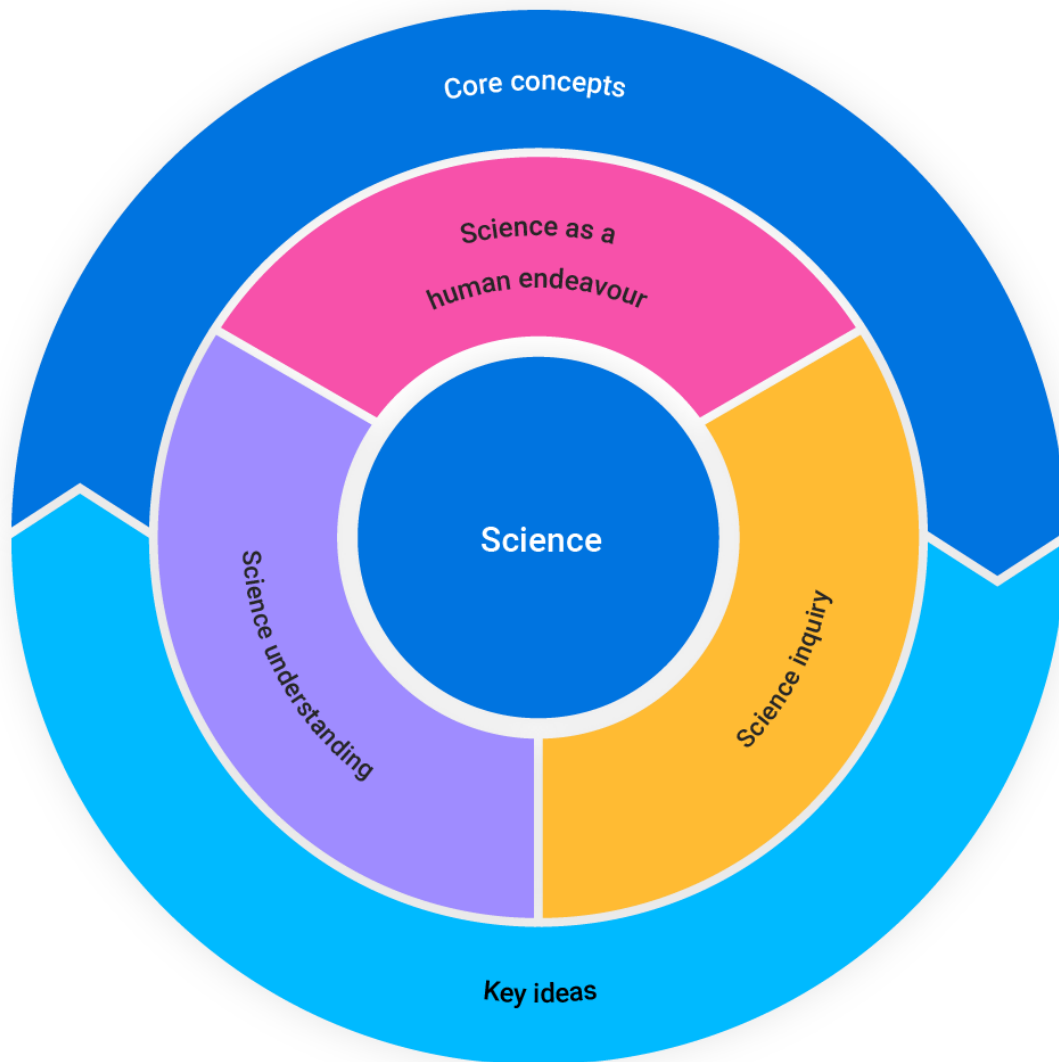 Core concepts
Science as a
human endeavour
Science
Science understanding
Science inquiry
Key ideas